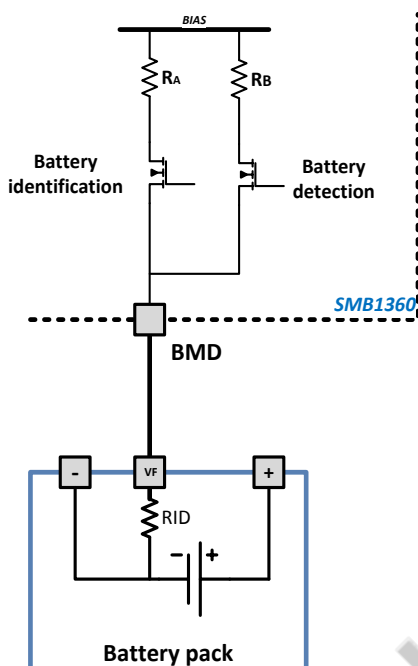 BIAS
RA
RB
Battery
identification
Battery
detection
SMB1360
BMD
-
VF
+
RID
- +
Battery pack